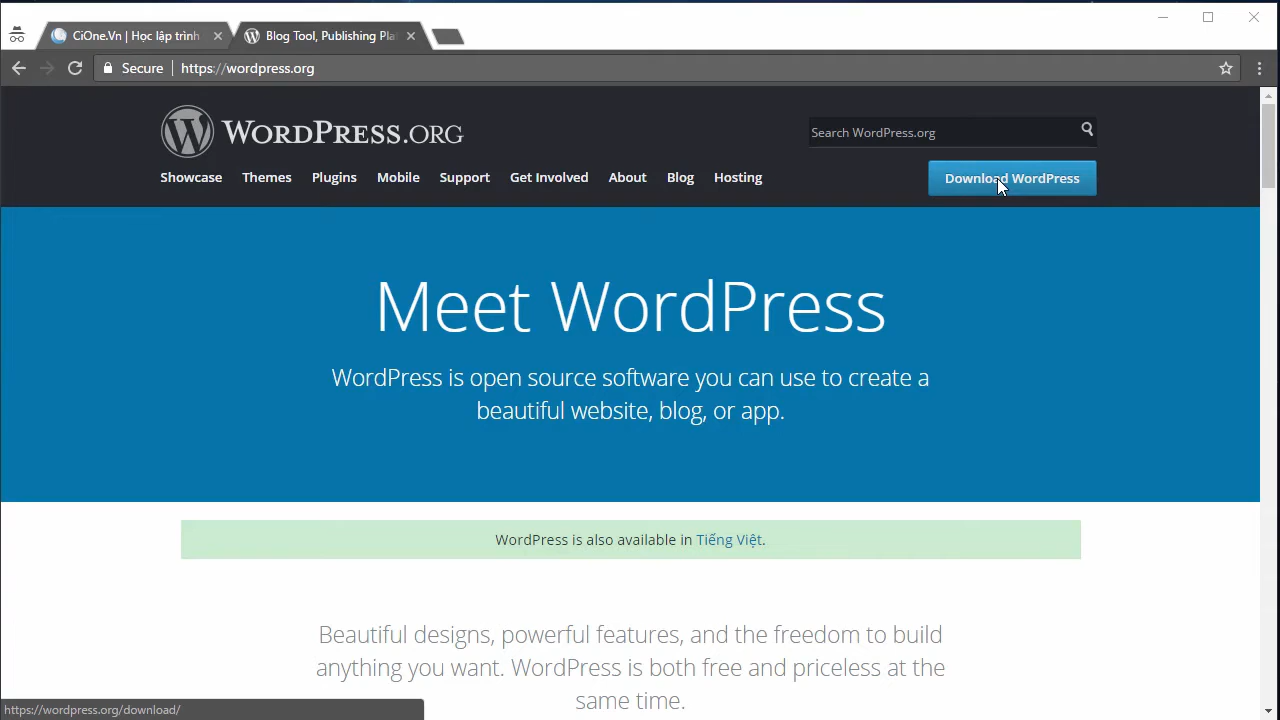 CiOne.Vn | Học lập trình
Blog Tool, Publishing Pla
Secure
https://wordpress.org
WORDPRESS.ORG
Search WordPress.org
Showcase Themes Plugins Mobile Support Get Involved About Blog Hosting
Download WordPress
Meet WordPress
WordPress is open source software you can use to create a
beautiful website, blog, or app.
WordPress is also available in Tiếng Việt.
Beautiful designs, powerful features, and the freedom to build
anything you want. WordPress is both free and priceless at the
same time.
https://wordpress.org/download/